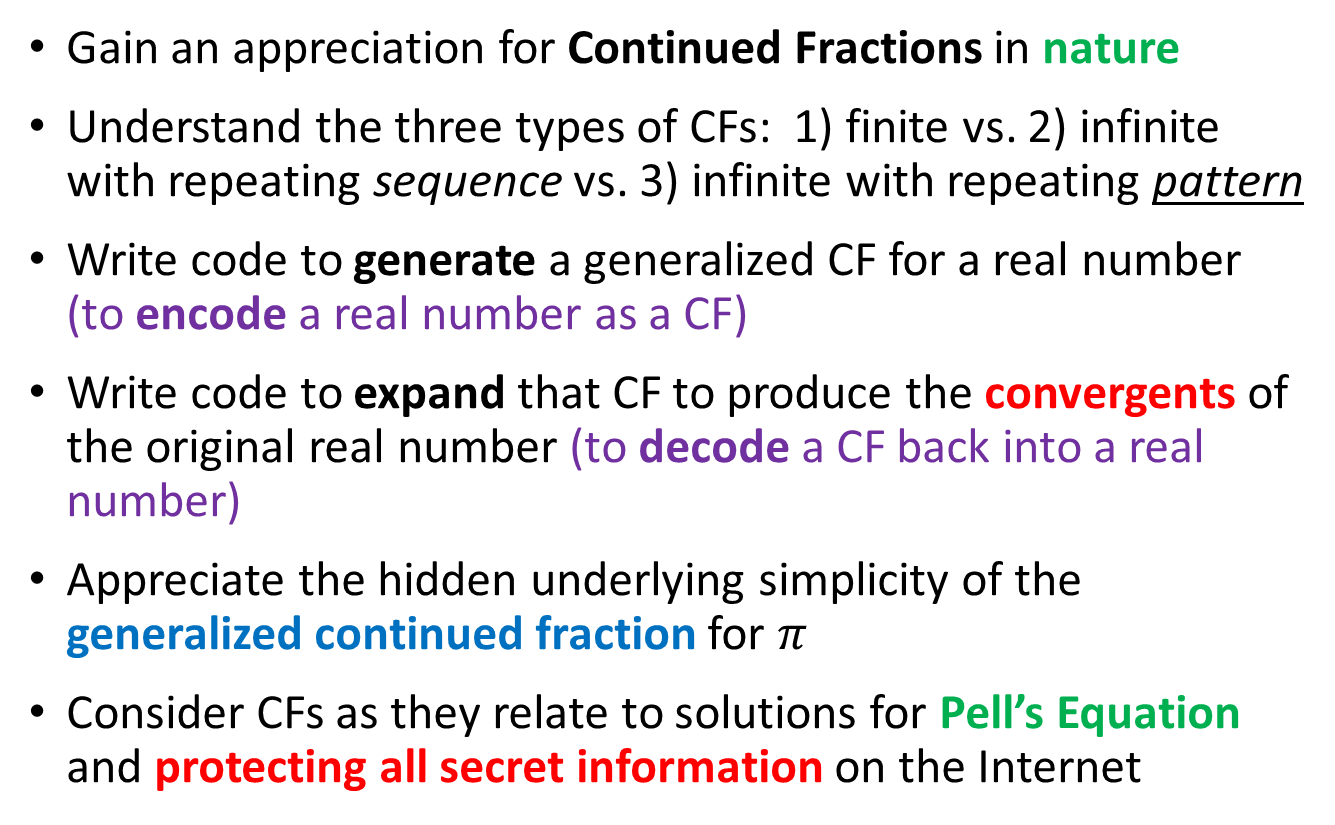 • Gain an appreciation for Continued Fractions in nature
• Understand the three types of CFs:  1) finite vs. 2) infinite
with repeating sequence vs. 3) infinite with repeating pattern
• Write code to generate a generalized CF for a real number
(to encode a real number as a CF)
• Write code to expand that CF to produce the convergents of
the original real number (to decode a CF back into a real
number)
• Appreciate the hidden underlying simplicity of the
generalized continued fraction for 𝜋
• Consider CFs as they relate to solutions for Pell’s Equation
and protecting all secret information on the Internet